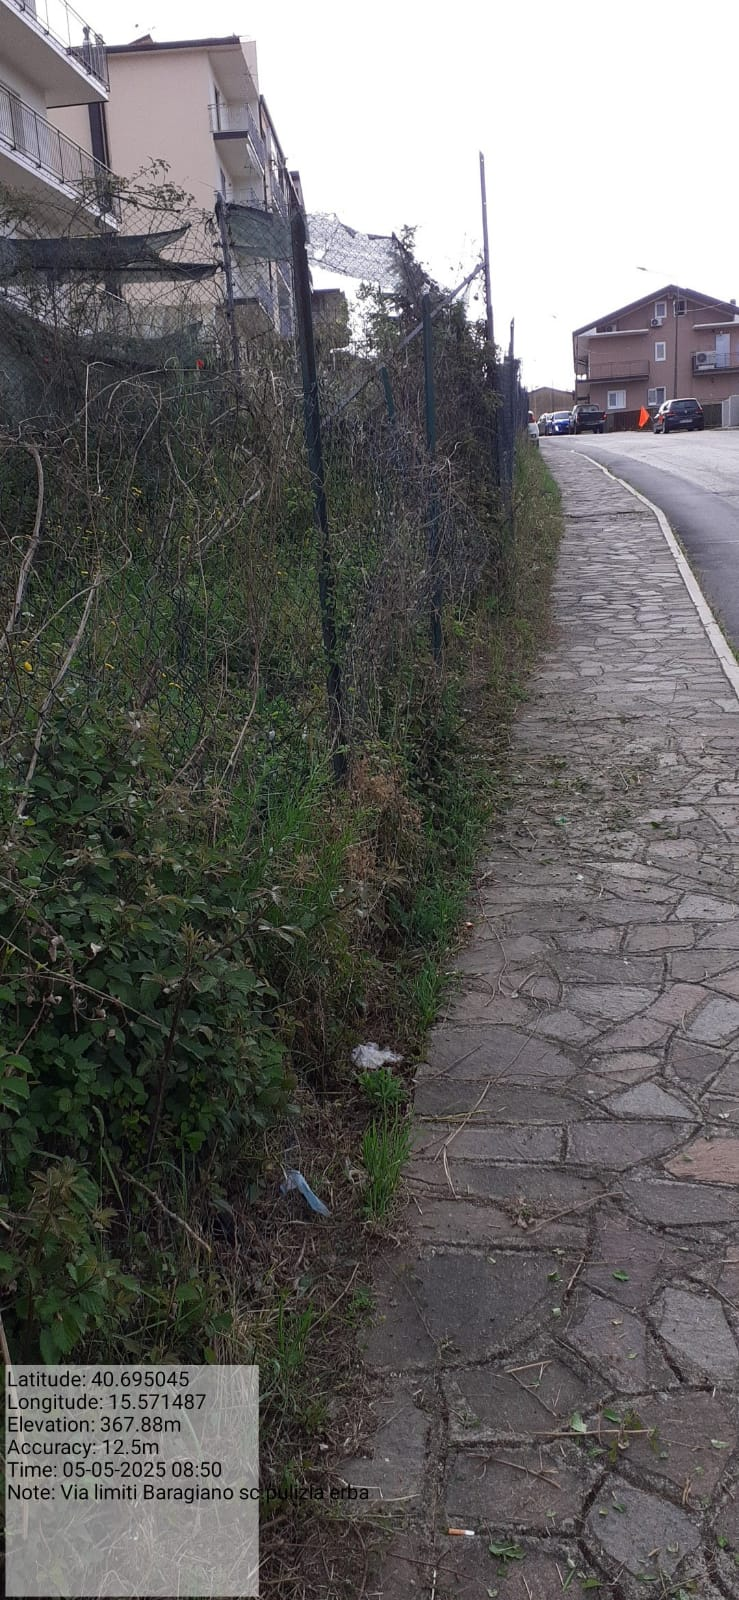 Latitude: 40.695045
Longitude: 15.571487
Elevation: 367.88m
Accuracy: 12.5m
Time: 05-05-2025 08:50
Note: Via limiti Baragiano sc pulizia erba